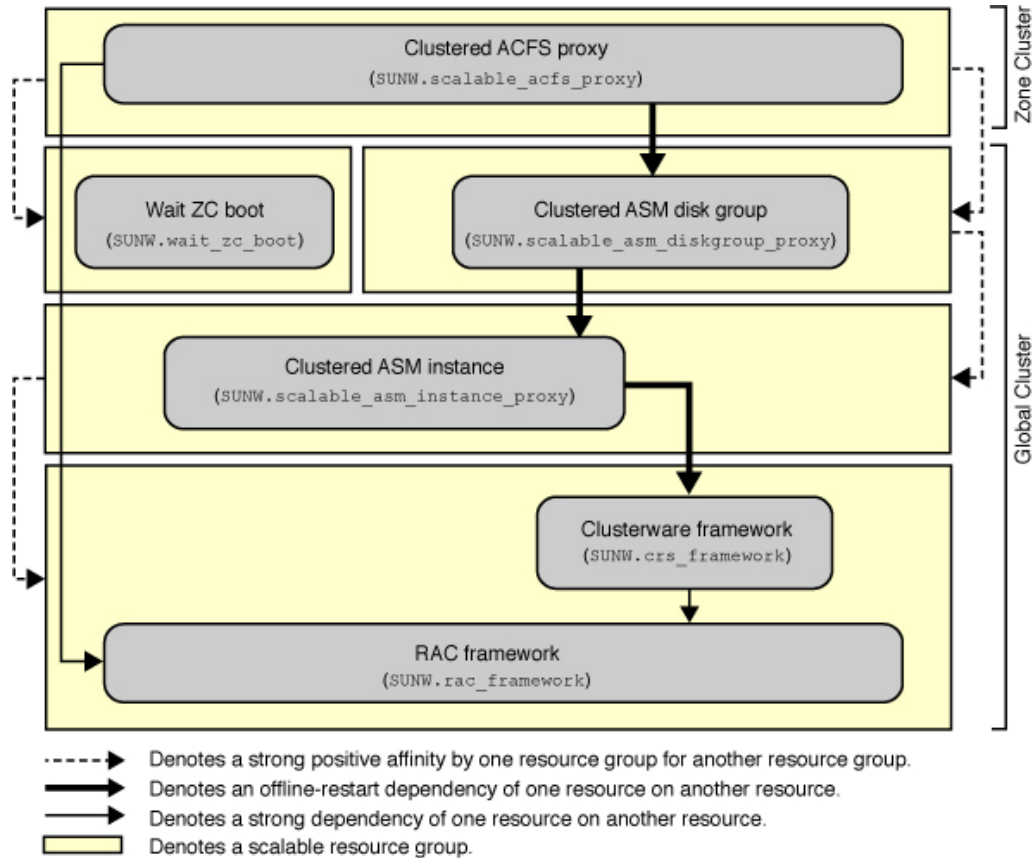 Clustered ACFS proxy
(SUNW.scalable_acfs_proxy)
Zone Cluster
Wait ZC boot
(SUNW.wait_zc_boot)
Clustered ASM disk group
(SUNW.scalable_asm_diskgroup_proxy)
Clustered ASM instance
(SUNW.scalable_asm_instance_proxy)
Global Cluster
Clusterware framework
(SUNW.crs_framework)
RAC framework
(SUNW.rac_framework)
Denotes a strong positive affinity by one resource group for another resource group.
Denotes an offline-restart dependency of one resource on another resource.
Denotes a strong dependency of one resource on another resource.
Denotes a scalable resource group.